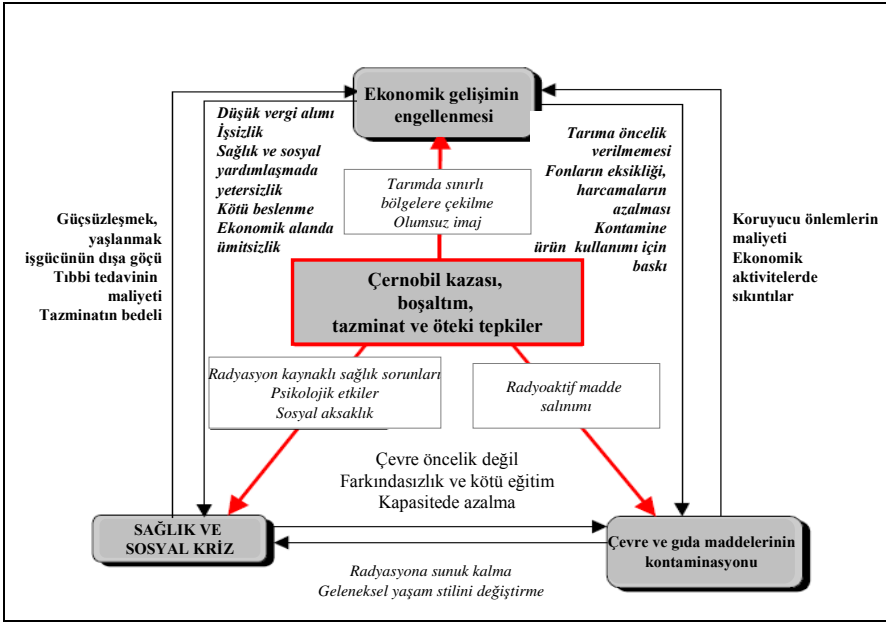 Ekonomik gelişimin
engellenmesi
Düşük vergi alımı
İşsizlik
Sağlık ve sosyal
yardımlaşmada
yetersizlik
Kötü beslenme
Ekonomik alanda
ümitsizlik
Tarıma öncelik
verilmemesi
Fonların eksikliği,
harcamaların
azalması
Kontamine
ürün kullanımı için
baskı
Tarımda sınırlı
bölgelere çekilme
Olumsuz imaj
Güçsüzleşmek,
yaşlanmak
işgücünün dışa göçü
Tıbbi tedavinin
maliyeti
Tazminatın bedeli
Koruyucu önlemlerin
maliyeti
Ekonomik
aktivitelerde
sıkıntılar
Çernobil kazası,
boşaltım,
tazminat ve öteki tepkiler
Radyasyon kaynaklı sağlık sorunları
Psikolojik etkiler
Sosyal aksaklık
Radyoaktif madde
salınımı
Çevre öncelik değil
Farkındasızlık ve kötü eğitim
Kapasitede azalma
SAĞLIK VE
SOSYAL KRİZ
Çevre ve gıda maddelerinin
kontaminasyonu
Radyasyona sunuk kalma
Geleneksel yaşam stilini değiştirme